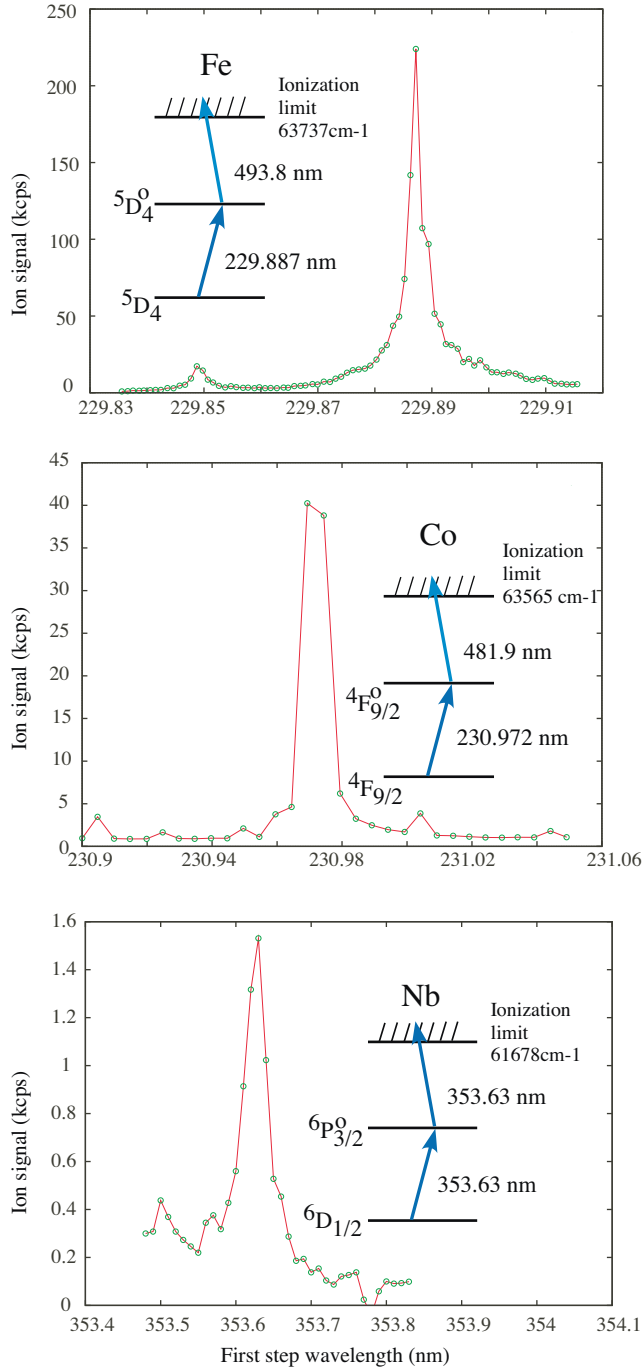 250
200
150
100
50
0
Ion signal (kcps)
Fe
Ionization
limit
63737cm-1
493.8 nm
5Do4
229.887 nm
5D4
229.83 229.85 229.87 229.89 229.91
45
40
35
30
25
20
15
10
5
0
Ion signal (kcps)
Co
Ionization
limit
63565 cm-1
481.9 nm
4Fo9/2
230.972 nm
4F9/2
230.9 230.94 230.98 231.02 231.06
1.6
1.4
1.2
1
0.8
0.6
0.4
0.2
0
Ion signal (kcps)
Nb
Ionization
limit
61678cm-1
353.63 nm
6Po3/2
353.63 nm
6D1/2
353.4 353.5 353.6 353.7 353.8 353.9 354 354.1
First step wavelength (nm)